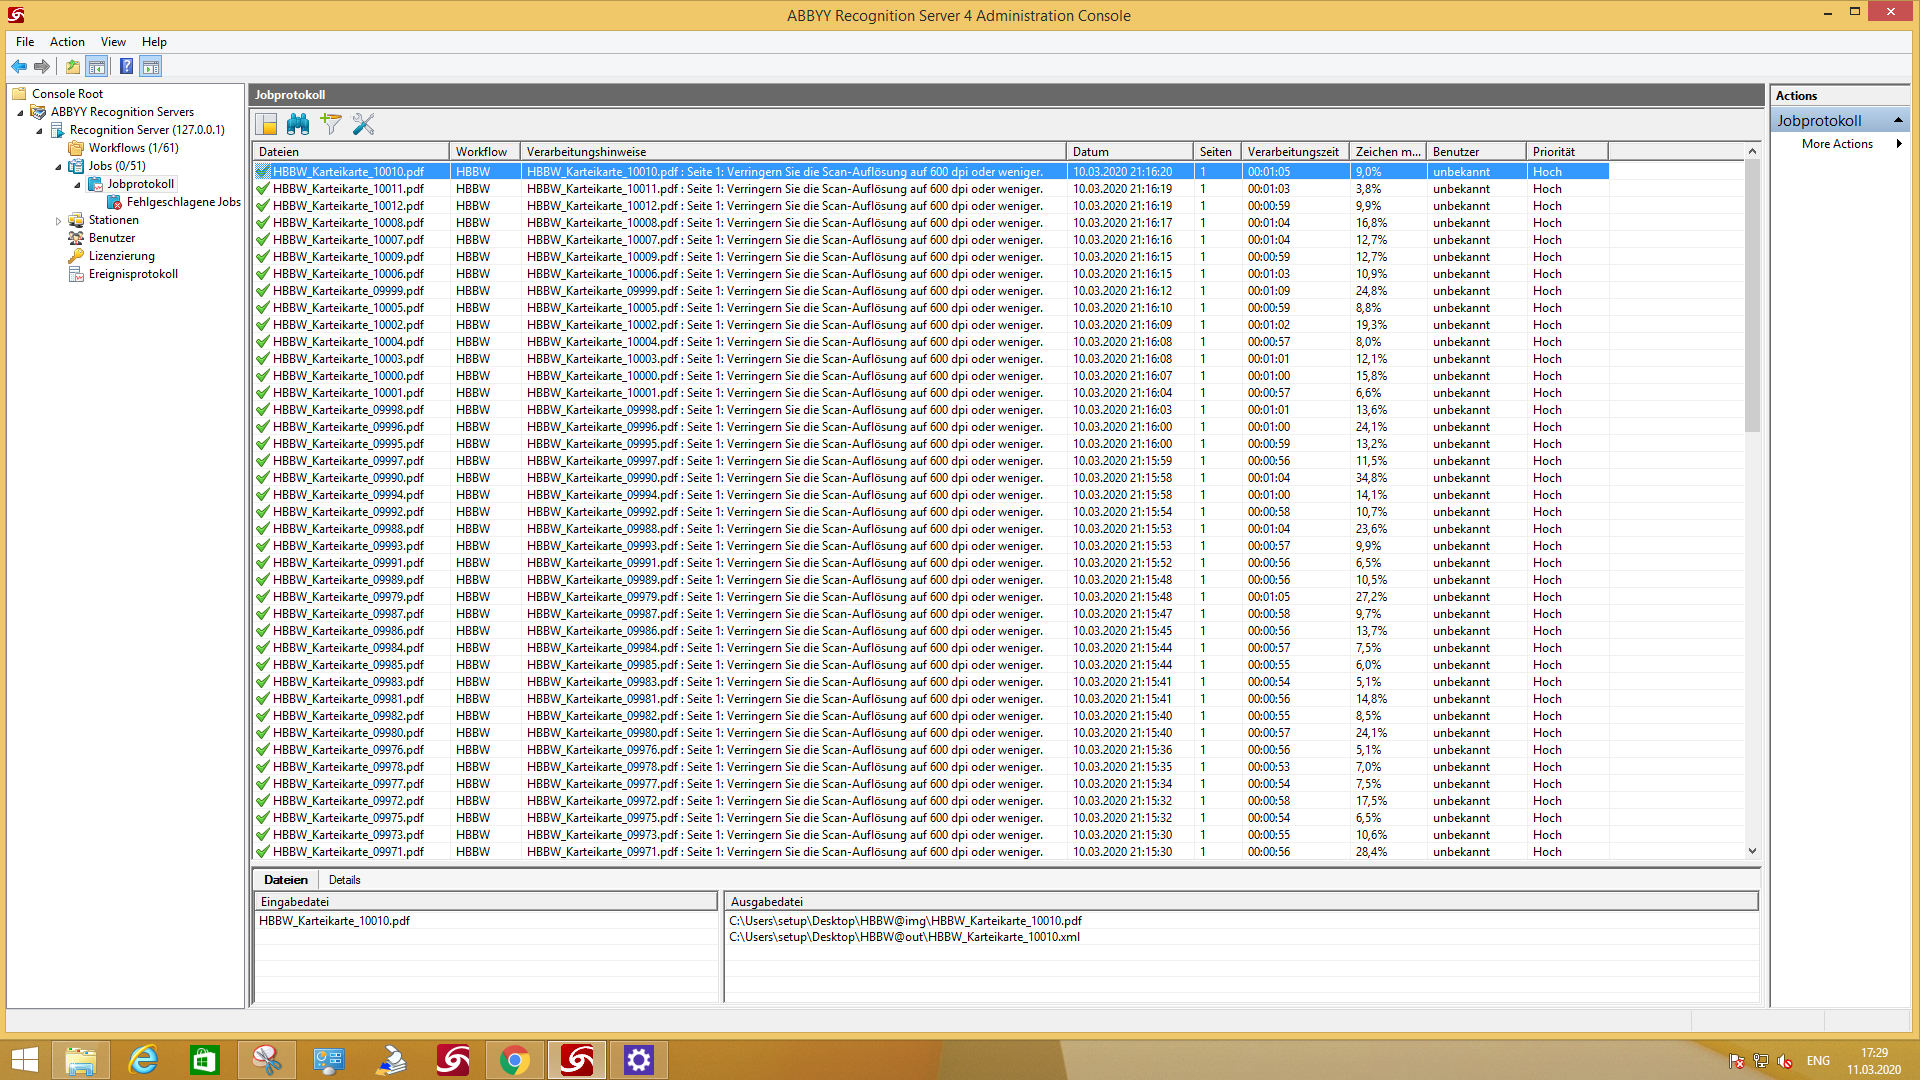 ABBYY Recognition Server 4 Administration Console
File Action View Help
Console Root
ABBYY Recognition Servers
Recognition Server (127.0.0.1)
Workflows (1/61)
Jobs (0/51)
Jobprotokoll
Fehlgeschlagene Jobs
Stationen
Benutzer
Lizenzierung
Ereignisprotokoll
Jobprotokoll
Dateien Workflow Verarbeitungshinweise Datum Seiten Verarbeitungszeit Zeichen m... Benutzer Priorität
HBBW_Karteikarte_10010.pdf HBBW HBBW_Karteikarte_10010.pdf : Seite 1: Verringern Sie die Scan-Auflösung auf 600 dpi oder weniger. 10.03.2020 21:16:20 1 00:01:05 9,0% unbekannt Hoch
HBBW_Karteikarte_10011.pdf HBBW HBBW_Karteikarte_10011.pdf : Seite 1: Verringern Sie die Scan-Auflösung auf 600 dpi oder weniger. 10.03.2020 21:16:19 1 00:01:03 3,8% unbekannt Hoch
HBBW_Karteikarte_10012.pdf HBBW HBBW_Karteikarte_10012.pdf : Seite 1: Verringern Sie die Scan-Auflösung auf 600 dpi oder weniger. 10.03.2020 21:16:19 1 00:00:59 9,9% unbekannt Hoch
HBBW_Karteikarte_10008.pdf HBBW HBBW_Karteikarte_10008.pdf : Seite 1: Verringern Sie die Scan-Auflösung auf 600 dpi oder weniger. 10.03.2020 21:16:17 1 00:01:04 16,8% unbekannt Hoch
HBBW_Karteikarte_10007.pdf HBBW HBBW_Karteikarte_10007.pdf : Seite 1: Verringern Sie die Scan-Auflösung auf 600 dpi oder weniger. 10.03.2020 21:16:16 1 00:01:04 12,7% unbekannt Hoch
HBBW_Karteikarte_10009.pdf HBBW HBBW_Karteikarte_10009.pdf : Seite 1: Verringern Sie die Scan-Auflösung auf 600 dpi oder weniger. 10.03.2020 21:16:15 1 00:00:59 12,7% unbekannt Hoch
HBBW_Karteikarte_10006.pdf HBBW HBBW_Karteikarte_10006.pdf : Seite 1: Verringern Sie die Scan-Auflösung auf 600 dpi oder weniger. 10.03.2020 21:16:15 1 00:01:03 10,9% unbekannt Hoch
HBBW_Karteikarte_09999.pdf HBBW HBBW_Karteikarte_09999.pdf : Seite 1: Verringern Sie die Scan-Auflösung auf 600 dpi oder weniger. 10.03.2020 21:16:12 1 00:01:09 24,8% unbekannt Hoch
HBBW_Karteikarte_10005.pdf HBBW HBBW_Karteikarte_10005.pdf : Seite 1: Verringern Sie die Scan-Auflösung auf 600 dpi oder weniger. 10.03.2020 21:16:10 1 00:00:59 8,8% unbekannt Hoch
HBBW_Karteikarte_10002.pdf HBBW HBBW_Karteikarte_10002.pdf : Seite 1: Verringern Sie die Scan-Auflösung auf 600 dpi oder weniger. 10.03.2020 21:16:09 1 00:01:02 19,3% unbekannt Hoch
HBBW_Karteikarte_10004.pdf HBBW HBBW_Karteikarte_10004.pdf : Seite 1: Verringern Sie die Scan-Auflösung auf 600 dpi oder weniger. 10.03.2020 21:16:08 1 00:00:57 8,0% unbekannt Hoch
HBBW_Karteikarte_10003.pdf HBBW HBBW_Karteikarte_10003.pdf : Seite 1: Verringern Sie die Scan-Auflösung auf 600 dpi oder weniger. 10.03.2020 21:16:08 1 00:01:01 12,1% unbekannt Hoch
HBBW_Karteikarte_10000.pdf HBBW HBBW_Karteikarte_10000.pdf : Seite 1: Verringern Sie die Scan-Auflösung auf 600 dpi oder weniger. 10.03.2020 21:16:07 1 00:01:00 15,8% unbekannt Hoch
HBBW_Karteikarte_10001.pdf HBBW HBBW_Karteikarte_10001.pdf : Seite 1: Verringern Sie die Scan-Auflösung auf 600 dpi oder weniger. 10.03.2020 21:16:04 1 00:00:57 6,6% unbekannt Hoch
HBBW_Karteikarte_09998.pdf HBBW HBBW_Karteikarte_09998.pdf : Seite 1: Verringern Sie die Scan-Auflösung auf 600 dpi oder weniger. 10.03.2020 21:16:03 1 00:01:01 13,6% unbekannt Hoch
HBBW_Karteikarte_09996.pdf HBBW HBBW_Karteikarte_09996.pdf : Seite 1: Verringern Sie die Scan-Auflösung auf 600 dpi oder weniger. 10.03.2020 21:16:00 1 00:01:00 24,1% unbekannt Hoch
HBBW_Karteikarte_09995.pdf HBBW HBBW_Karteikarte_09995.pdf : Seite 1: Verringern Sie die Scan-Auflösung auf 600 dpi oder weniger. 10.03.2020 21:16:00 1 00:00:59 13,2% unbekannt Hoch
HBBW_Karteikarte_09997.pdf HBBW HBBW_Karteikarte_09997.pdf : Seite 1: Verringern Sie die Scan-Auflösung auf 600 dpi oder weniger. 10.03.2020 21:15:59 1 00:00:56 11,5% unbekannt Hoch
HBBW_Karteikarte_09990.pdf HBBW HBBW_Karteikarte_09990.pdf : Seite 1: Verringern Sie die Scan-Auflösung auf 600 dpi oder weniger. 10.03.2020 21:15:58 1 00:01:04 34,8% unbekannt Hoch
HBBW_Karteikarte_09994.pdf HBBW HBBW_Karteikarte_09994.pdf : Seite 1: Verringern Sie die Scan-Auflösung auf 600 dpi oder weniger. 10.03.2020 21:15:58 1 00:01:00 14,1% unbekannt Hoch
HBBW_Karteikarte_09992.pdf HBBW HBBW_Karteikarte_09992.pdf : Seite 1: Verringern Sie die Scan-Auflösung auf 600 dpi oder weniger. 10.03.2020 21:15:54 1 00:00:58 10,7% unbekannt Hoch
HBBW_Karteikarte_09988.pdf HBBW HBBW_Karteikarte_09988.pdf : Seite 1: Verringern Sie die Scan-Auflösung auf 600 dpi oder weniger. 10.03.2020 21:15:53 1 00:01:04 23,6% unbekannt Hoch
HBBW_Karteikarte_09993.pdf HBBW HBBW_Karteikarte_09993.pdf : Seite 1: Verringern Sie die Scan-Auflösung auf 600 dpi oder weniger. 10.03.2020 21:15:53 1 00:00:57 9,9% unbekannt Hoch
HBBW_Karteikarte_09991.pdf HBBW HBBW_Karteikarte_09991.pdf : Seite 1: Verringern Sie die Scan-Auflösung auf 600 dpi oder weniger. 10.03.2020 21:15:52 1 00:00:56 6,5% unbekannt Hoch
HBBW_Karteikarte_09989.pdf HBBW HBBW_Karteikarte_09989.pdf : Seite 1: Verringern Sie die Scan-Auflösung auf 600 dpi oder weniger. 10.03.2020 21:15:48 1 00:00:56 10,5% unbekannt Hoch
HBBW_Karteikarte_09979.pdf HBBW HBBW_Karteikarte_09979.pdf : Seite 1: Verringern Sie die Scan-Auflösung auf 600 dpi oder weniger. 10.03.2020 21:15:48 1 00:01:05 27,2% unbekannt Hoch
HBBW_Karteikarte_09987.pdf HBBW HBBW_Karteikarte_09987.pdf : Seite 1: Verringern Sie die Scan-Auflösung auf 600 dpi oder weniger. 10.03.2020 21:15:47 1 00:00:58 9,7% unbekannt Hoch
HBBW_Karteikarte_09986.pdf HBBW HBBW_Karteikarte_09986.pdf : Seite 1: Verringern Sie die Scan-Auflösung auf 600 dpi oder weniger. 10.03.2020 21:15:45 1 00:00:56 13,7% unbekannt Hoch
HBBW_Karteikarte_09984.pdf HBBW HBBW_Karteikarte_09984.pdf : Seite 1: Verringern Sie die Scan-Auflösung auf 600 dpi oder weniger. 10.03.2020 21:15:44 1 00:00:57 7,5% unbekannt Hoch
HBBW_Karteikarte_09985.pdf HBBW HBBW_Karteikarte_09985.pdf : Seite 1: Verringern Sie die Scan-Auflösung auf 600 dpi oder weniger. 10.03.2020 21:15:44 1 00:00:55 6,0% unbekannt Hoch
HBBW_Karteikarte_09983.pdf HBBW HBBW_Karteikarte_09983.pdf : Seite 1: Verringern Sie die Scan-Auflösung auf 600 dpi oder weniger. 10.03.2020 21:15:41 1 00:00:54 5,1% unbekannt Hoch
HBBW_Karteikarte_09981.pdf HBBW HBBW_Karteikarte_09981.pdf : Seite 1: Verringern Sie die Scan-Auflösung auf 600 dpi oder weniger. 10.03.2020 21:15:41 1 00:00:56 14,8% unbekannt Hoch
HBBW_Karteikarte_09982.pdf HBBW HBBW_Karteikarte_09982.pdf : Seite 1: Verringern Sie die Scan-Auflösung auf 600 dpi oder weniger. 10.03.2020 21:15:40 1 00:00:55 8,5% unbekannt Hoch
HBBW_Karteikarte_09980.pdf HBBW HBBW_Karteikarte_09980.pdf : Seite 1: Verringern Sie die Scan-Auflösung auf 600 dpi oder weniger. 10.03.2020 21:15:40 1 00:00:57 24,1% unbekannt Hoch
HBBW_Karteikarte_09976.pdf HBBW HBBW_Karteikarte_09976.pdf : Seite 1: Verringern Sie die Scan-Auflösung auf 600 dpi oder weniger. 10.03.2020 21:15:36 1 00:00:56 5,1% unbekannt Hoch
HBBW_Karteikarte_09978.pdf HBBW HBBW_Karteikarte_09978.pdf : Seite 1: Verringern Sie die Scan-Auflösung auf 600 dpi oder weniger. 10.03.2020 21:15:35 1 00:00:53 7,0% unbekannt Hoch
HBBW_Karteikarte_09977.pdf HBBW HBBW_Karteikarte_09977.pdf : Seite 1: Verringern Sie die Scan-Auflösung auf 600 dpi oder weniger. 10.03.2020 21:15:34 1 00:00:54 7,5% unbekannt Hoch
HBBW_Karteikarte_09972.pdf HBBW HBBW_Karteikarte_09972.pdf : Seite 1: Verringern Sie die Scan-Auflösung auf 600 dpi oder weniger. 10.03.2020 21:15:32 1 00:00:58 17,5% unbekannt Hoch
HBBW_Karteikarte_09975.pdf HBBW HBBW_Karteikarte_09975.pdf : Seite 1: Verringern Sie die Scan-Auflösung auf 600 dpi oder weniger. 10.03.2020 21:15:32 1 00:00:54 6,5% unbekannt Hoch
HBBW_Karteikarte_09973.pdf HBBW HBBW_Karteikarte_09973.pdf : Seite 1: Verringern Sie die Scan-Auflösung auf 600 dpi oder weniger. 10.03.2020 21:15:30 1 00:00:55 10,6% unbekannt Hoch
HBBW_Karteikarte_09971.pdf HBBW HBBW_Karteikarte_09971.pdf : Seite 1: Verringern Sie die Scan-Auflösung auf 600 dpi oder weniger. 10.03.2020 21:15:30 1 00:00:56 28,4% unbekannt Hoch
Dateien Details
Eingabedatei
HBBW_Karteikarte_10010.pdf
Ausgabedatei
C:\Users\setup\Desktop\HBBW@img\HBBW_Karteikarte_10010.pdf
C:\Users\setup\Desktop\HBBW@out\HBBW_Karteikarte_10010.xml
Actions
Jobprotokoll
More Actions
ENG
17:29
11.03.2020